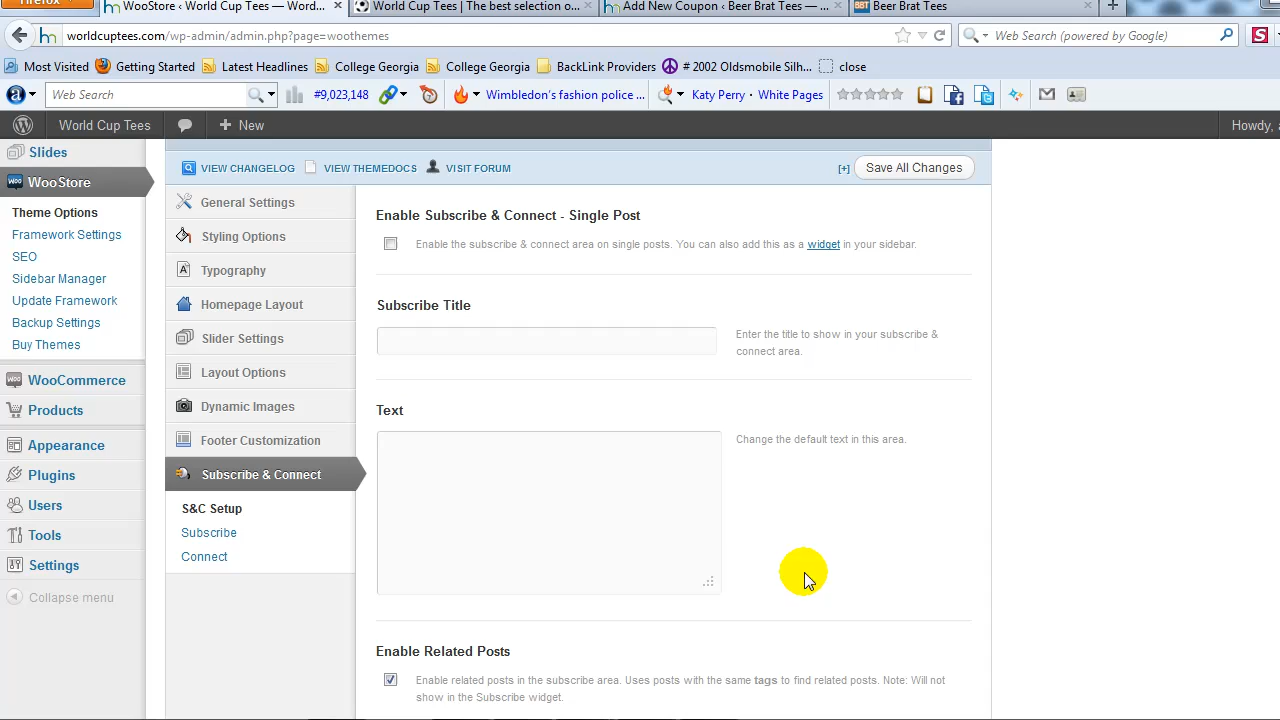 Firefox
WooStore ‹ World Cup Tees — Word...
World Cup Tees | The best selection o...
Add New Coupon ‹ Beer Brat Tees — ...
BBT Beer Brat Tees
worldcuptees.com/wp-admin/admin.php?page=woothemes
Web Search (powered by Google)
S
Most Visited
Getting Started
Latest Headlines
College Georgia
College Georgia
BackLink Providers
# 2002 Oldsmobile Silh...
close
a
Web Search
#9,023,148
Wimbledon's fashion police ...
Katy Perry
White Pages
World Cup Tees
New
Howdy,
Slides
WooStore
Theme Options
Framework Settings
SEO
Sidebar Manager
Update Framework
Backup Settings
Buy Themes
WooCommerce
Products
Appearance
Plugins
Users
Tools
Settings
Collapse menu
VIEW CHANGELOG
VIEW THEMEDOCS
VISIT FORUM
[+]
Save All Changes
General Settings
Styling Options
Typography
Homepage Layout
Slider Settings
Layout Options
Dynamic Images
Footer Customization
Subscribe & Connect
S&C Setup
Subscribe
Connect
Enable Subscribe & Connect - Single Post
Enable the subscribe & connect area on single posts. You can also add this as a widget in your sidebar.
Subscribe Title
Enter the title to show in your subscribe &
connect area.
Text
Change the default text in this area.
Enable Related Posts
Enable related posts in the subscribe area. Uses posts with the same tags to find related posts. Note: Will not
show in the Subscribe widget.